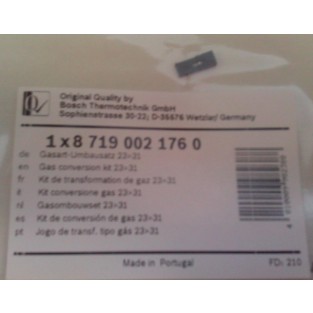 Original Quality by
Bosch Thermotechnik GmbH
Sophienstrasse 30-32; D-35576 Wetzlar/ Germany
1 x 8 719 002 176 0
de Gasart-Umbausatz 23>31
en Gas conversion kit 23>31
fr Kit de transformation de gaz 23>31
it Kit conversione gas 23>31
nl Gasombouwset 23>31
es Kit de conversión de gas 23>31
pt Jogo de transf. tipo gás 23>31
Made in Portugal
FD: 210